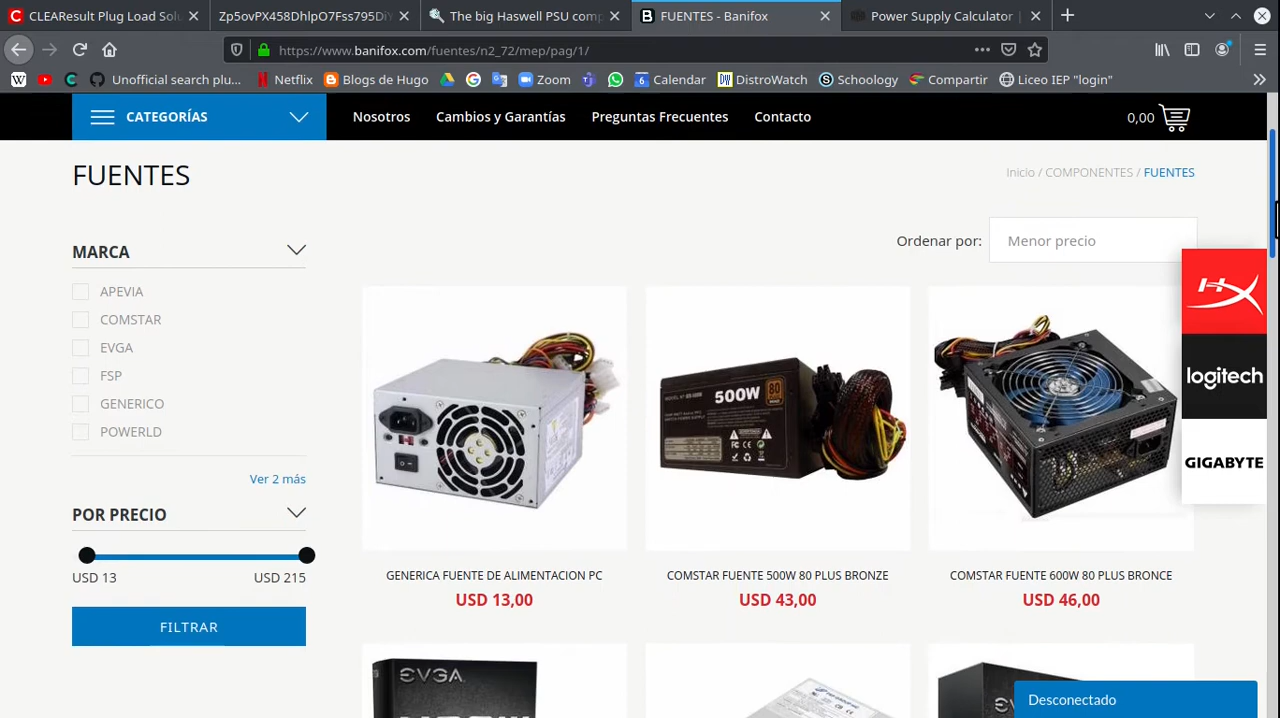 CLEAResult Plug Load Solu
Zp5ovPX458DhlpO7Fss795DiY
The big Haswell PSU comp
FUENTES - Banifox
Power Supply Calculator |
https://www.banifox.com/fuentes/n2_72/mep/pag/1/
Unofficial search plu...
Netflix
Blogs de Hugo
Zoom
Calendar
DistroWatch
Schoology
Compartir
Liceo IEP "login"
CATEGORÍAS
Nosotros
Cambios y Garantías
Preguntas Frecuentes
Contacto
0,00
FUENTES
Inicio / COMPONENTES / FUENTES
Ordenar por:
Menor precio
MARCA
APEVIA
COMSTAR
EVGA
FSP
GENERICO
POWERLD
Ver 2 más
POR PRECIO
USD 13
USD 215
FILTRAR
500W
80
GENERICA FUENTE DE ALIMENTACION PC
USD 13,00
COMSTAR FUENTE 500W 80 PLUS BRONZE
USD 43,00
COMSTAR FUENTE 600W 80 PLUS BRONCE
USD 46,00
EVGA
logitech
GIGABYTE
Desconectado